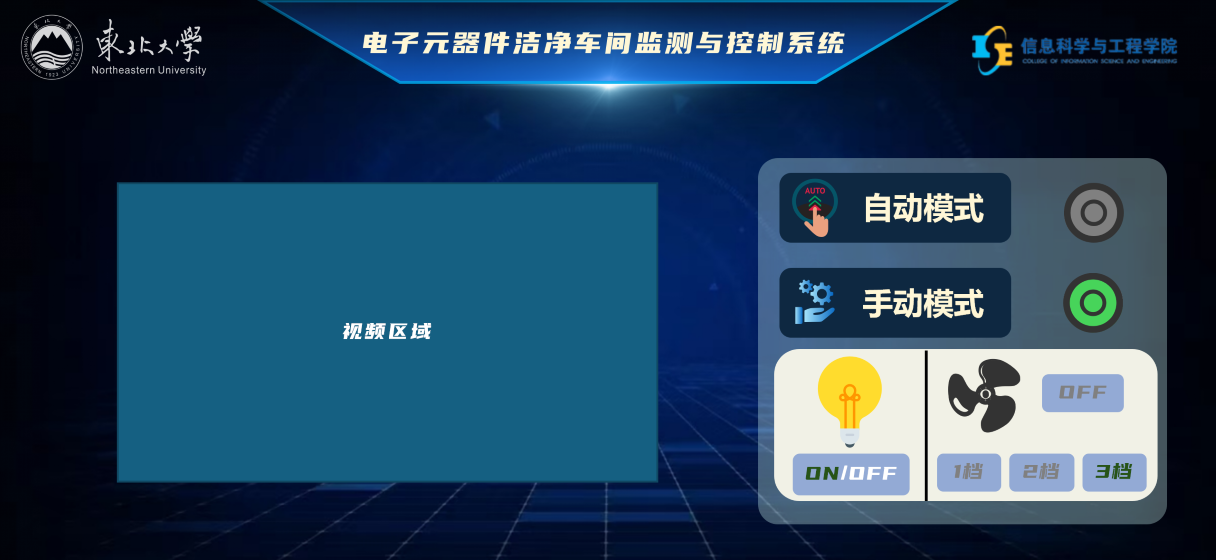 東北大學
Northeastern University
电子元器件洁净车间监测与控制系统
信息科学与工程学院
COLLEGE OF INFORMATION SCIENCE AND ENGINEERING
AUTO
自动模式
手动模式
视频区域
OFF
ON/OFF
1档
2档
3档